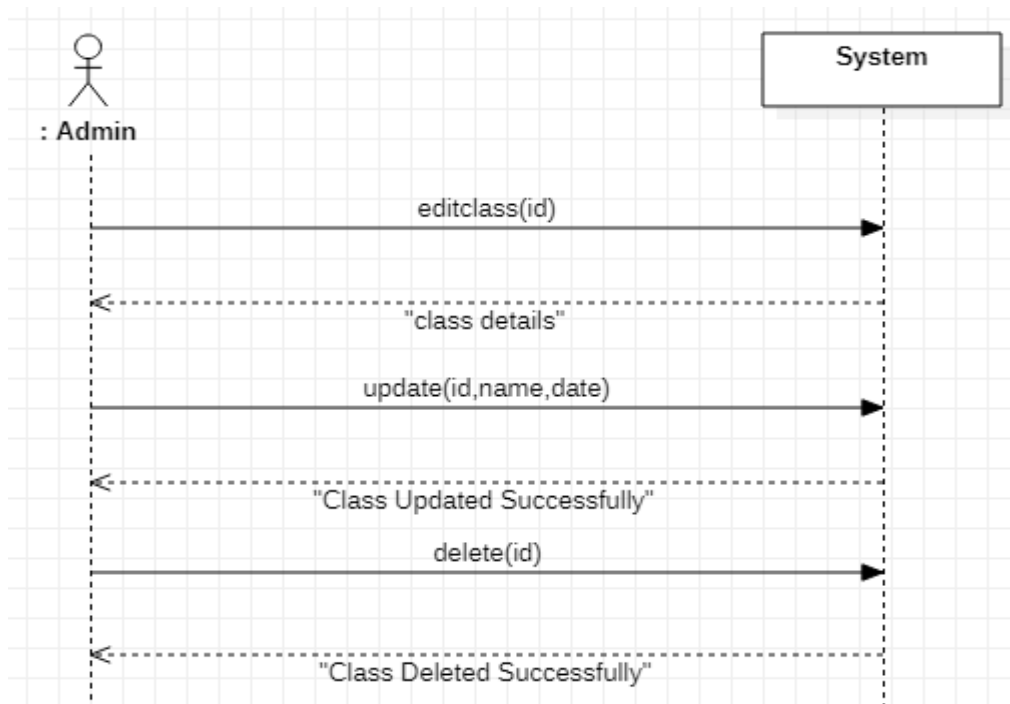 System
: Admin
editclass(id)
"class details"
update(id,name,date)
"Class Updated Successfully"
delete(id)
"Class Deleted Successfully"